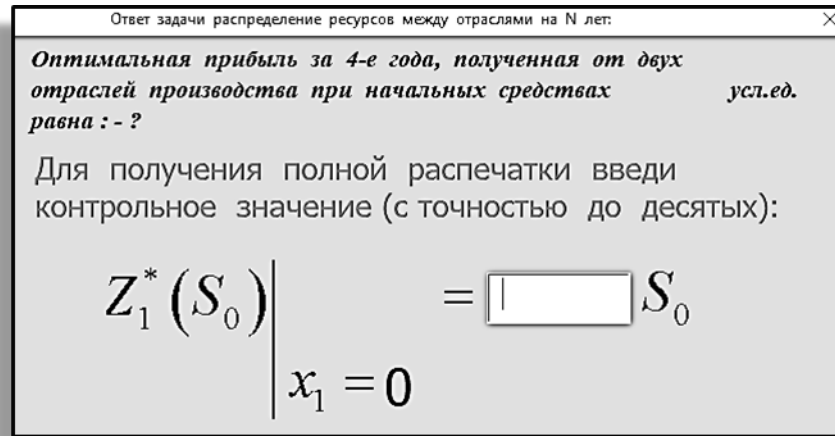 Ответ задачи распределение ресурсов между отраслями на N лет:
Оптимальная прибыль за 4-е года, полученная от двух
отраслей производства при начальных средствах усл.ед.
равна : - ?
Для получения полной распечатки введи
контрольное значение (с точностью до десятых):
Z₁*(S₀)| = S₀
x₁ = 0